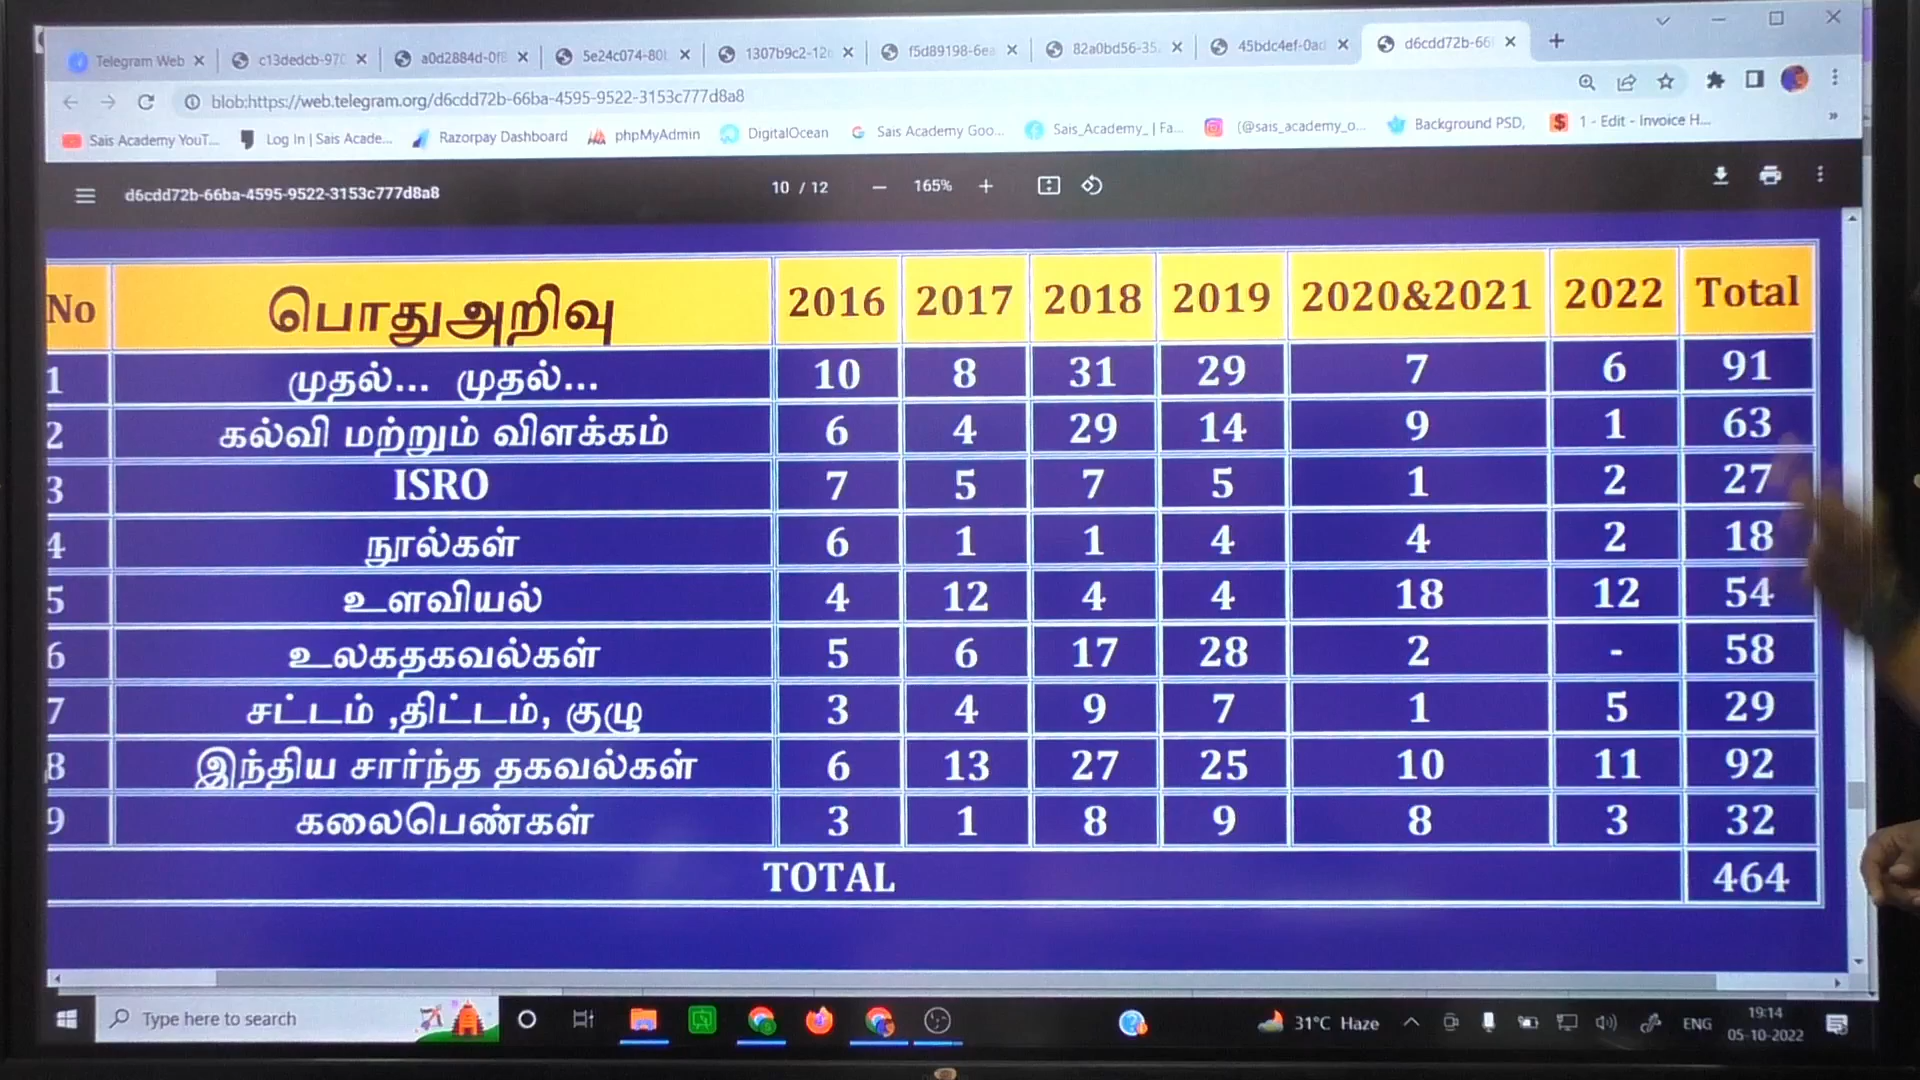 Telegram Web
c13dedcb-970
a0d2884d-0f8
5e24c074-80b
1307b9c2-12c
f5d89198-6ea
82a0bd56-35
45bdc4ef-0ad
d6cdd72b-66
blob:https://web.telegram.org/d6cdd72b-66ba-4595-9522-3153c777d8a8
Sais Academy YouT... Log In | Sais Acade... Razorpay Dashboard phpMyAdmin DigitalOcean Sais Academy Goo... Sais_Academy_ | Fa... (@sais_academy_o... Background PSD, 1 - Edit - Invoice H... »
d6cdd72b-66ba-4595-9522-3153c777d8a8 10 / 12 — 165% +
No பொதுஅறிவு 2016 2017 2018 2019 2020&2021 2022 Total
1 முதல்... முதல்... 10 8 31 29 7 6 91
2 கல்வி மற்றும் விளக்கம் 6 4 29 14 9 1 63
3 ISRO 7 5 7 5 1 2 27
4 நூல்கள் 6 1 1 4 4 2 18
5 உளவியல் 4 12 4 4 18 12 54
6 உலகதகவல்கள் 5 6 17 28 2 - 58
7 சட்டம் ,திட்டம், குழு 3 4 9 7 1 5 29
8 இந்திய சார்ந்த தகவல்கள் 6 13 27 25 10 11 92
9 கலைபெண்கள் 3 1 8 9 8 3 32
TOTAL 464
Type here to search 31°C Haze ENG 19:14
05-10-2022